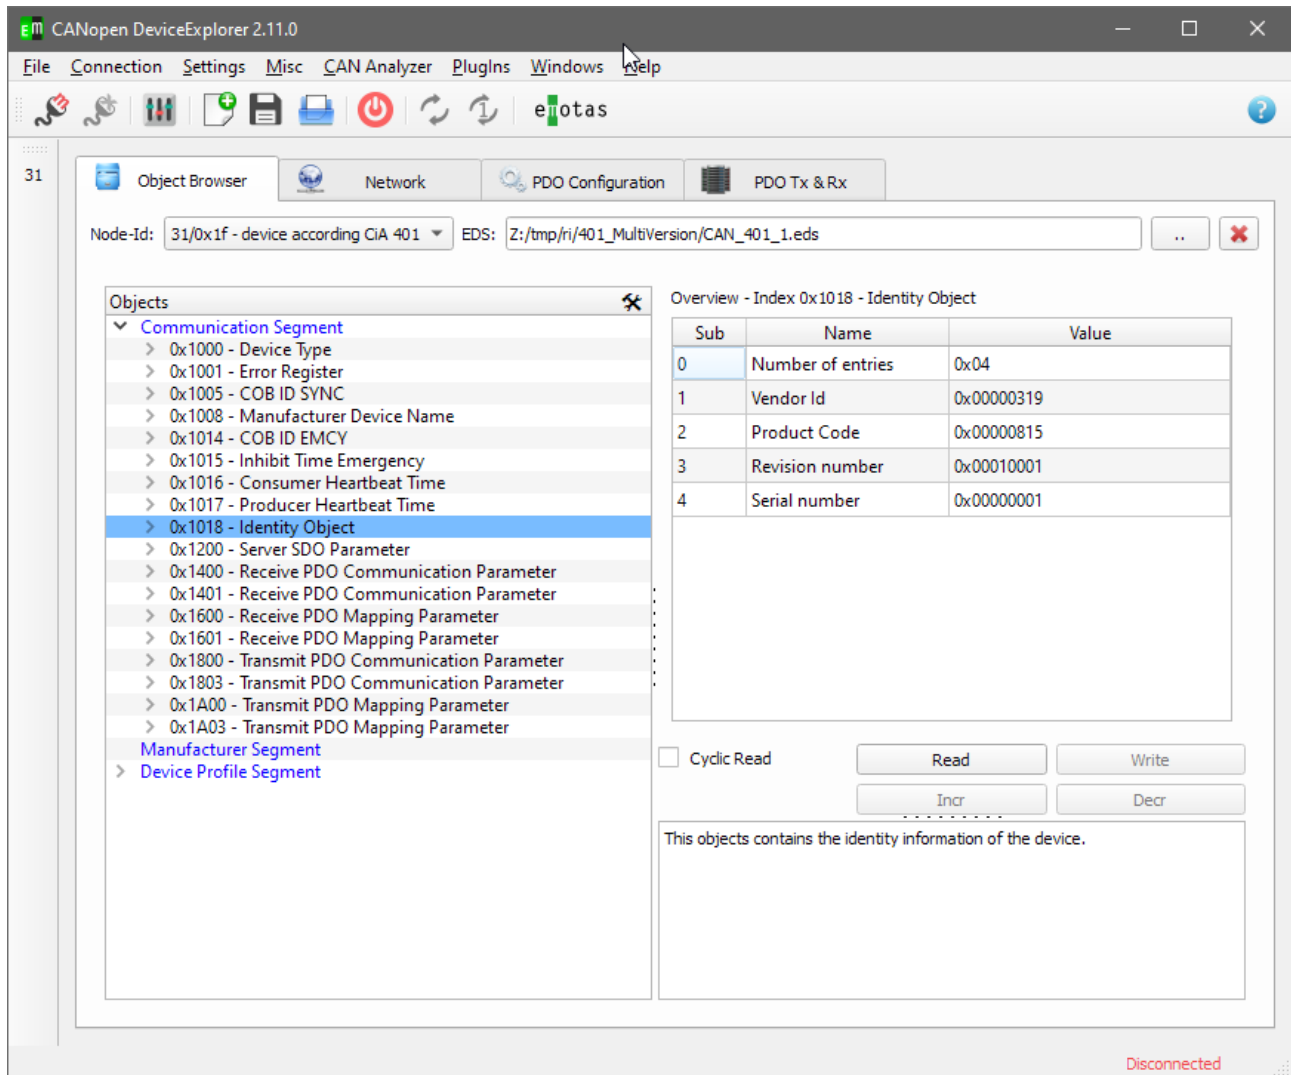 EM CANopen DeviceExplorer 2.11.0
File Connection Settings Misc CAN Analyzer PlugIns Windows Help
emotas
31
Object Browser Network PDO Configuration PDO Tx & Rx
Node-Id: 31/0x1f - device according CiA 401 EDS: Z:/tmp/ri/401_MultiVersion/CAN_401_1.eds ..
Objects
Communication Segment
0x1000 - Device Type
0x1001 - Error Register
0x1005 - COB ID SYNC
0x1008 - Manufacturer Device Name
0x1014 - COB ID EMCY
0x1015 - Inhibit Time Emergency
0x1016 - Consumer Heartbeat Time
0x1017 - Producer Heartbeat Time
0x1018 - Identity Object
0x1200 - Server SDO Parameter
0x1400 - Receive PDO Communication Parameter
0x1401 - Receive PDO Communication Parameter
0x1600 - Receive PDO Mapping Parameter
0x1601 - Receive PDO Mapping Parameter
0x1800 - Transmit PDO Communication Parameter
0x1803 - Transmit PDO Communication Parameter
0x1A00 - Transmit PDO Mapping Parameter
0x1A03 - Transmit PDO Mapping Parameter
Manufacturer Segment
Device Profile Segment
Overview - Index 0x1018 - Identity Object
Sub Name Value
0 Number of entries 0x04
1 Vendor Id 0x00000319
2 Product Code 0x00000815
3 Revision number 0x00010001
4 Serial number 0x00000001
Cyclic Read Read Write
Incr Decr
This objects contains the identity information of the device.
Disconnected